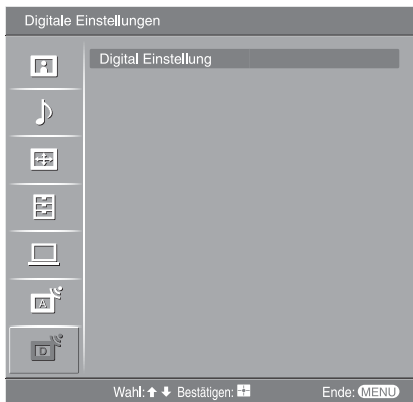 Digitale Einstellungen
Digital Einstellung
A
D
Wahl: ↑ ↓ Bestätigen: Ende: MENU